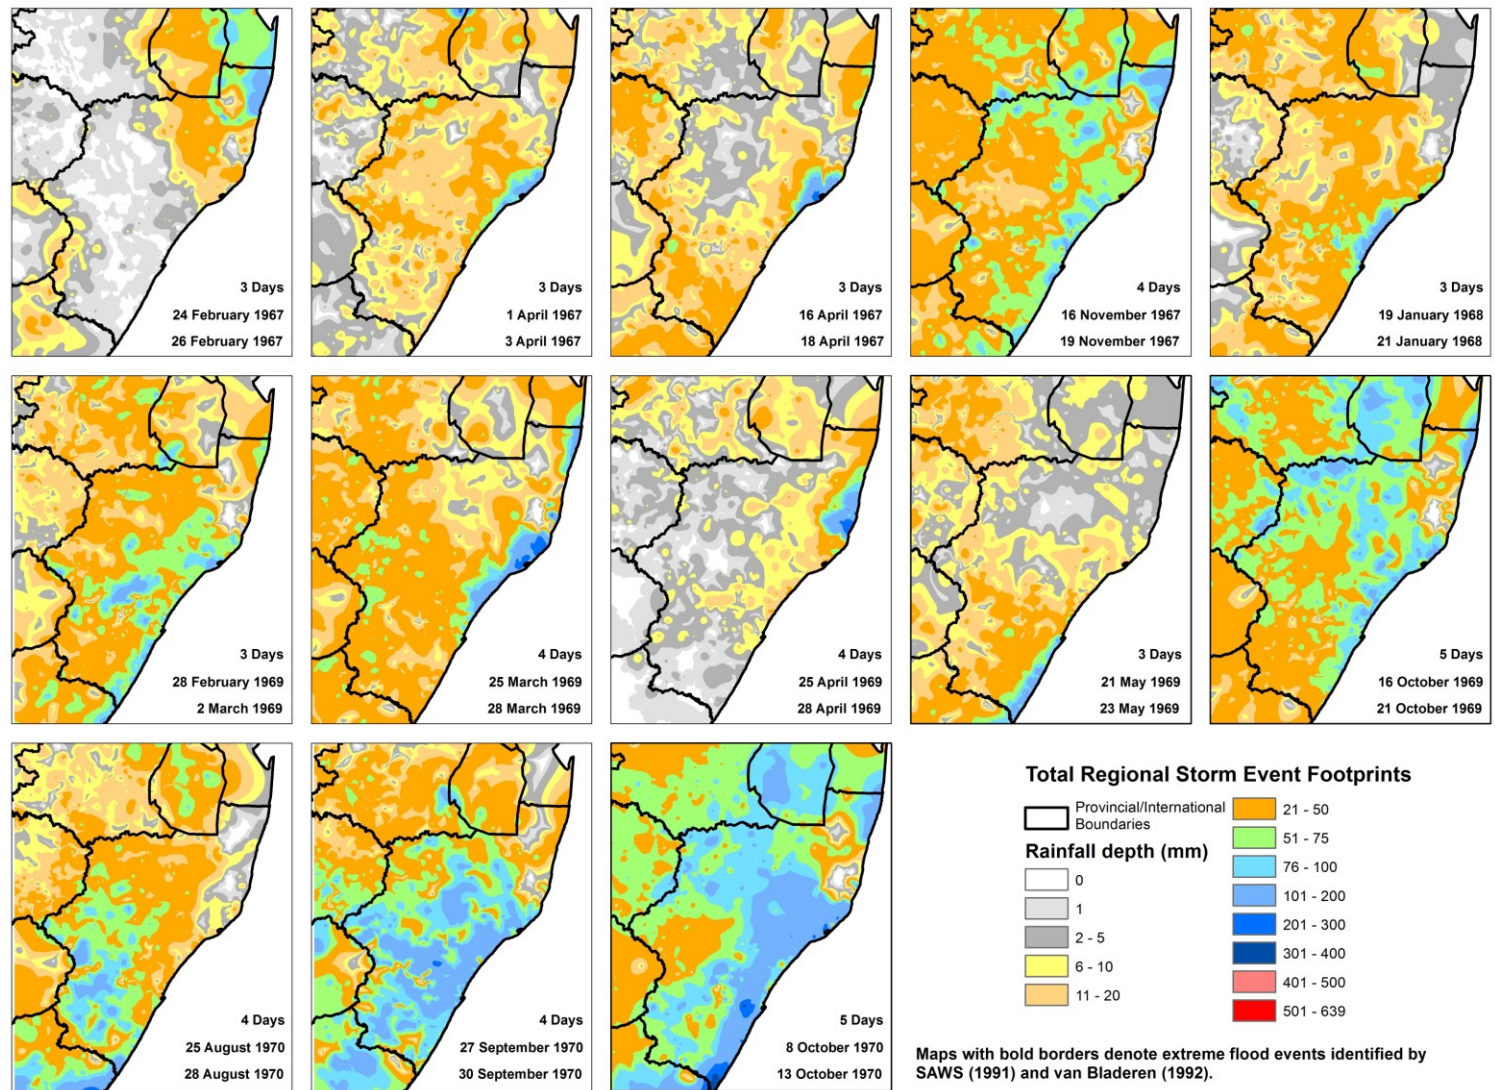 3 Days
24 February 1967
26 February 1967
3 Days
1 April 1967
3 April 1967
3 Days
16 April 1967
18 April 1967
4 Days
16 November 1967
19 November 1967
3 Days
19 January 1968
21 January 1968
3 Days
28 February 1969
2 March 1969
4 Days
25 March 1969
28 March 1969
4 Days
25 April 1969
28 April 1969
3 Days
21 May 1969
23 May 1969
5 Days
16 October 1969
21 October 1969
4 Days
25 August 1970
28 August 1970
4 Days
27 September 1970
30 September 1970
5 Days
8 October 1970
13 October 1970
Total Regional Storm Event Footprints
Provincial/International
Boundaries
Rainfall depth (mm)
0
1
2 - 5
6 - 10
11 - 20
21 - 50
51 - 75
76 - 100
101 - 200
201 - 300
301 - 400
401 - 500
501 - 639
Maps with bold borders denote extreme flood events identified by
SAWS (1991) and van Bladeren (1992).